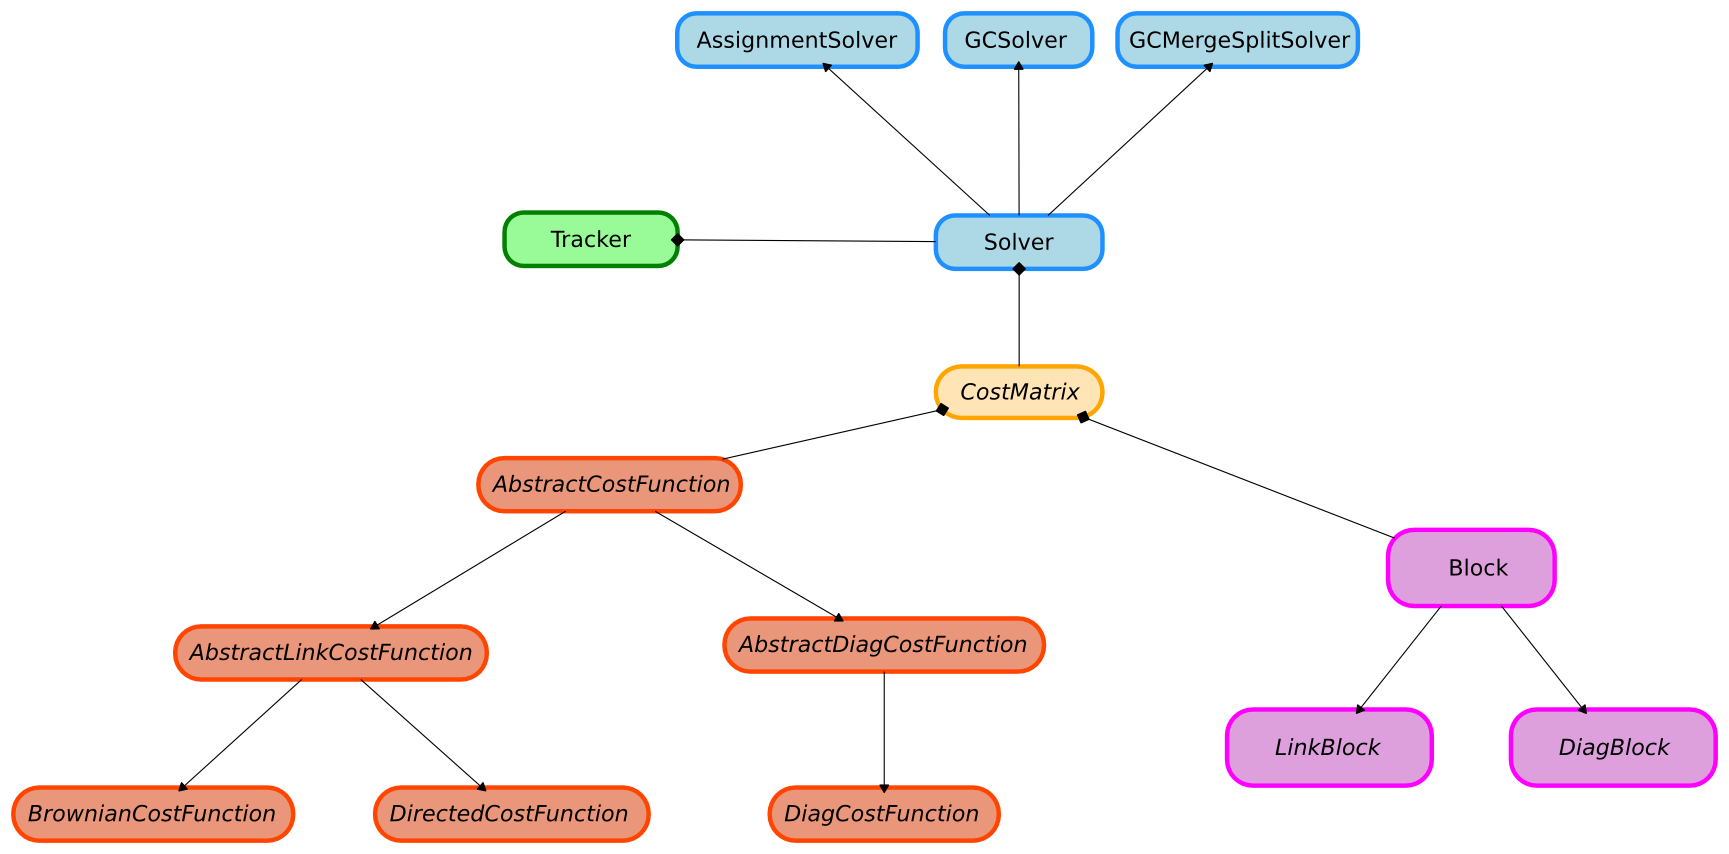 AssignmentSolver
GCSolver
GCMergeSplitSolver
Tracker
Solver
CostMatrix
AbstractCostFunction
Block
AbstractLinkCostFunction
AbstractDiagCostFunction
LinkBlock
DiagBlock
BrownianCostFunction
DirectedCostFunction
DiagCostFunction